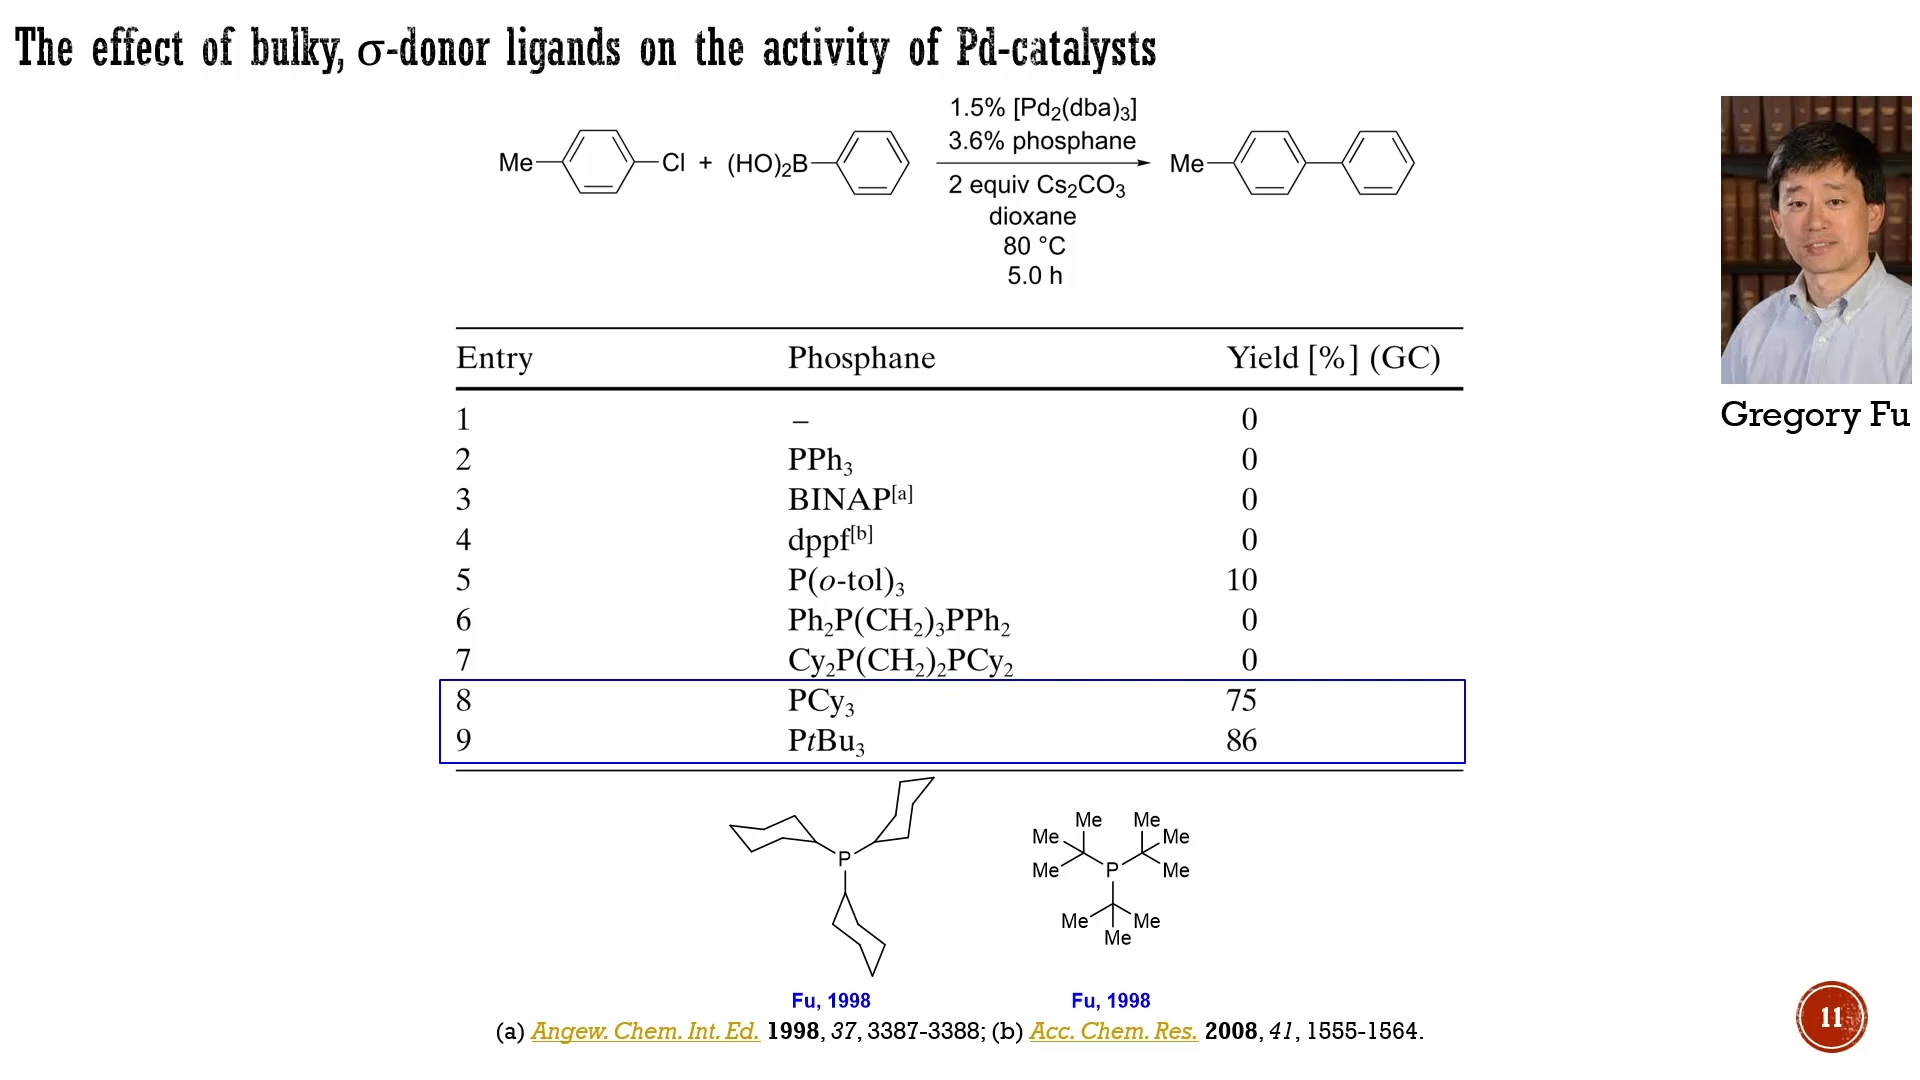 The effect of bulky, σ-donor ligands on the activity of Pd-catalysts
1.5% [Pd2(dba)3]
3.6% phosphane
Me Cl + (HO)2B Me
2 equiv Cs2CO3
dioxane
80 °C
5.0 h
Gregory Fu
Entry Phosphane Yield [%] (GC)
1 – 0
2 PPh3 0
3 BINAP[a] 0
4 dppf[b] 0
5 P(o-tol)3 10
6 Ph2P(CH2)3PPh2 0
7 Cy2P(CH2)2PCy2 0
8 PCy3 75
9 PtBu3 86
Me Me
Me Me
P P
Me Me
Me Me
Me
Fu, 1998 Fu, 1998
(a) Angew. Chem. Int. Ed. 1998, 37, 3387-3388; (b) Acc. Chem. Res. 2008, 41, 1555-1564.
11